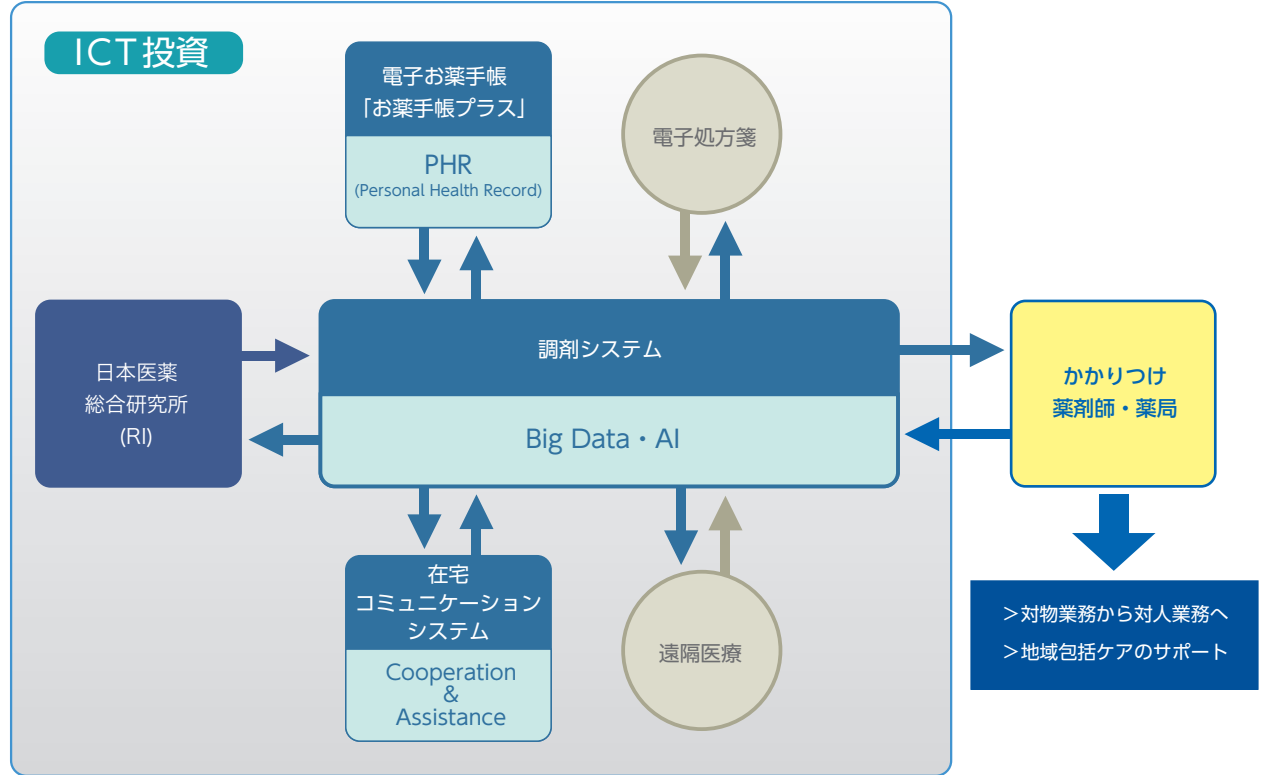 ICT投資
電子お薬手帳
「お薬手帳プラス」
PHR
(Personal Health Record)
電子処方箋
日本医薬
総合研究所
(RI)
調剤システム
Big Data・AI
かかりつけ
薬剤師・薬局
在宅
コミュニケーション
システム
Cooperation
&
Assistance
遠隔医療
＞対物業務から対人業務へ
＞地域包括ケアのサポート